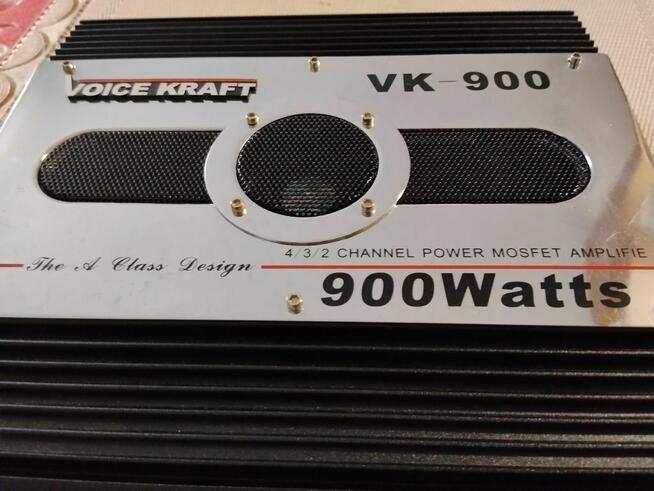 VOICE KRAFT
VK-900
4/3/2 CHANNEL POWER MOSFET AMPLIFIE
The A Class Design
900Watts